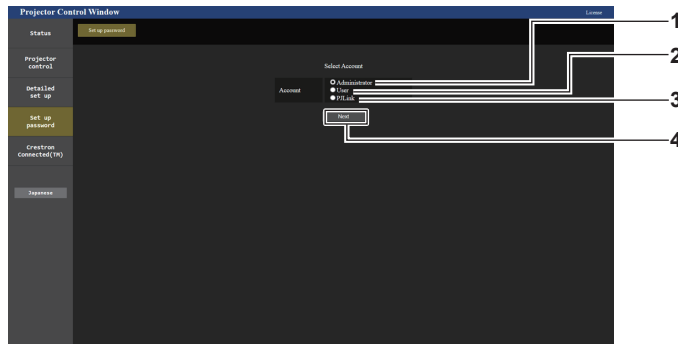 Projector Control Window
License
Status
Set up password
Projector
control
Detailed
set up
Set up
password
Crestron
Connected(TM)
Japanese
Select Account
Account
Administrator
User
PJLink
Next
1
2
3
4